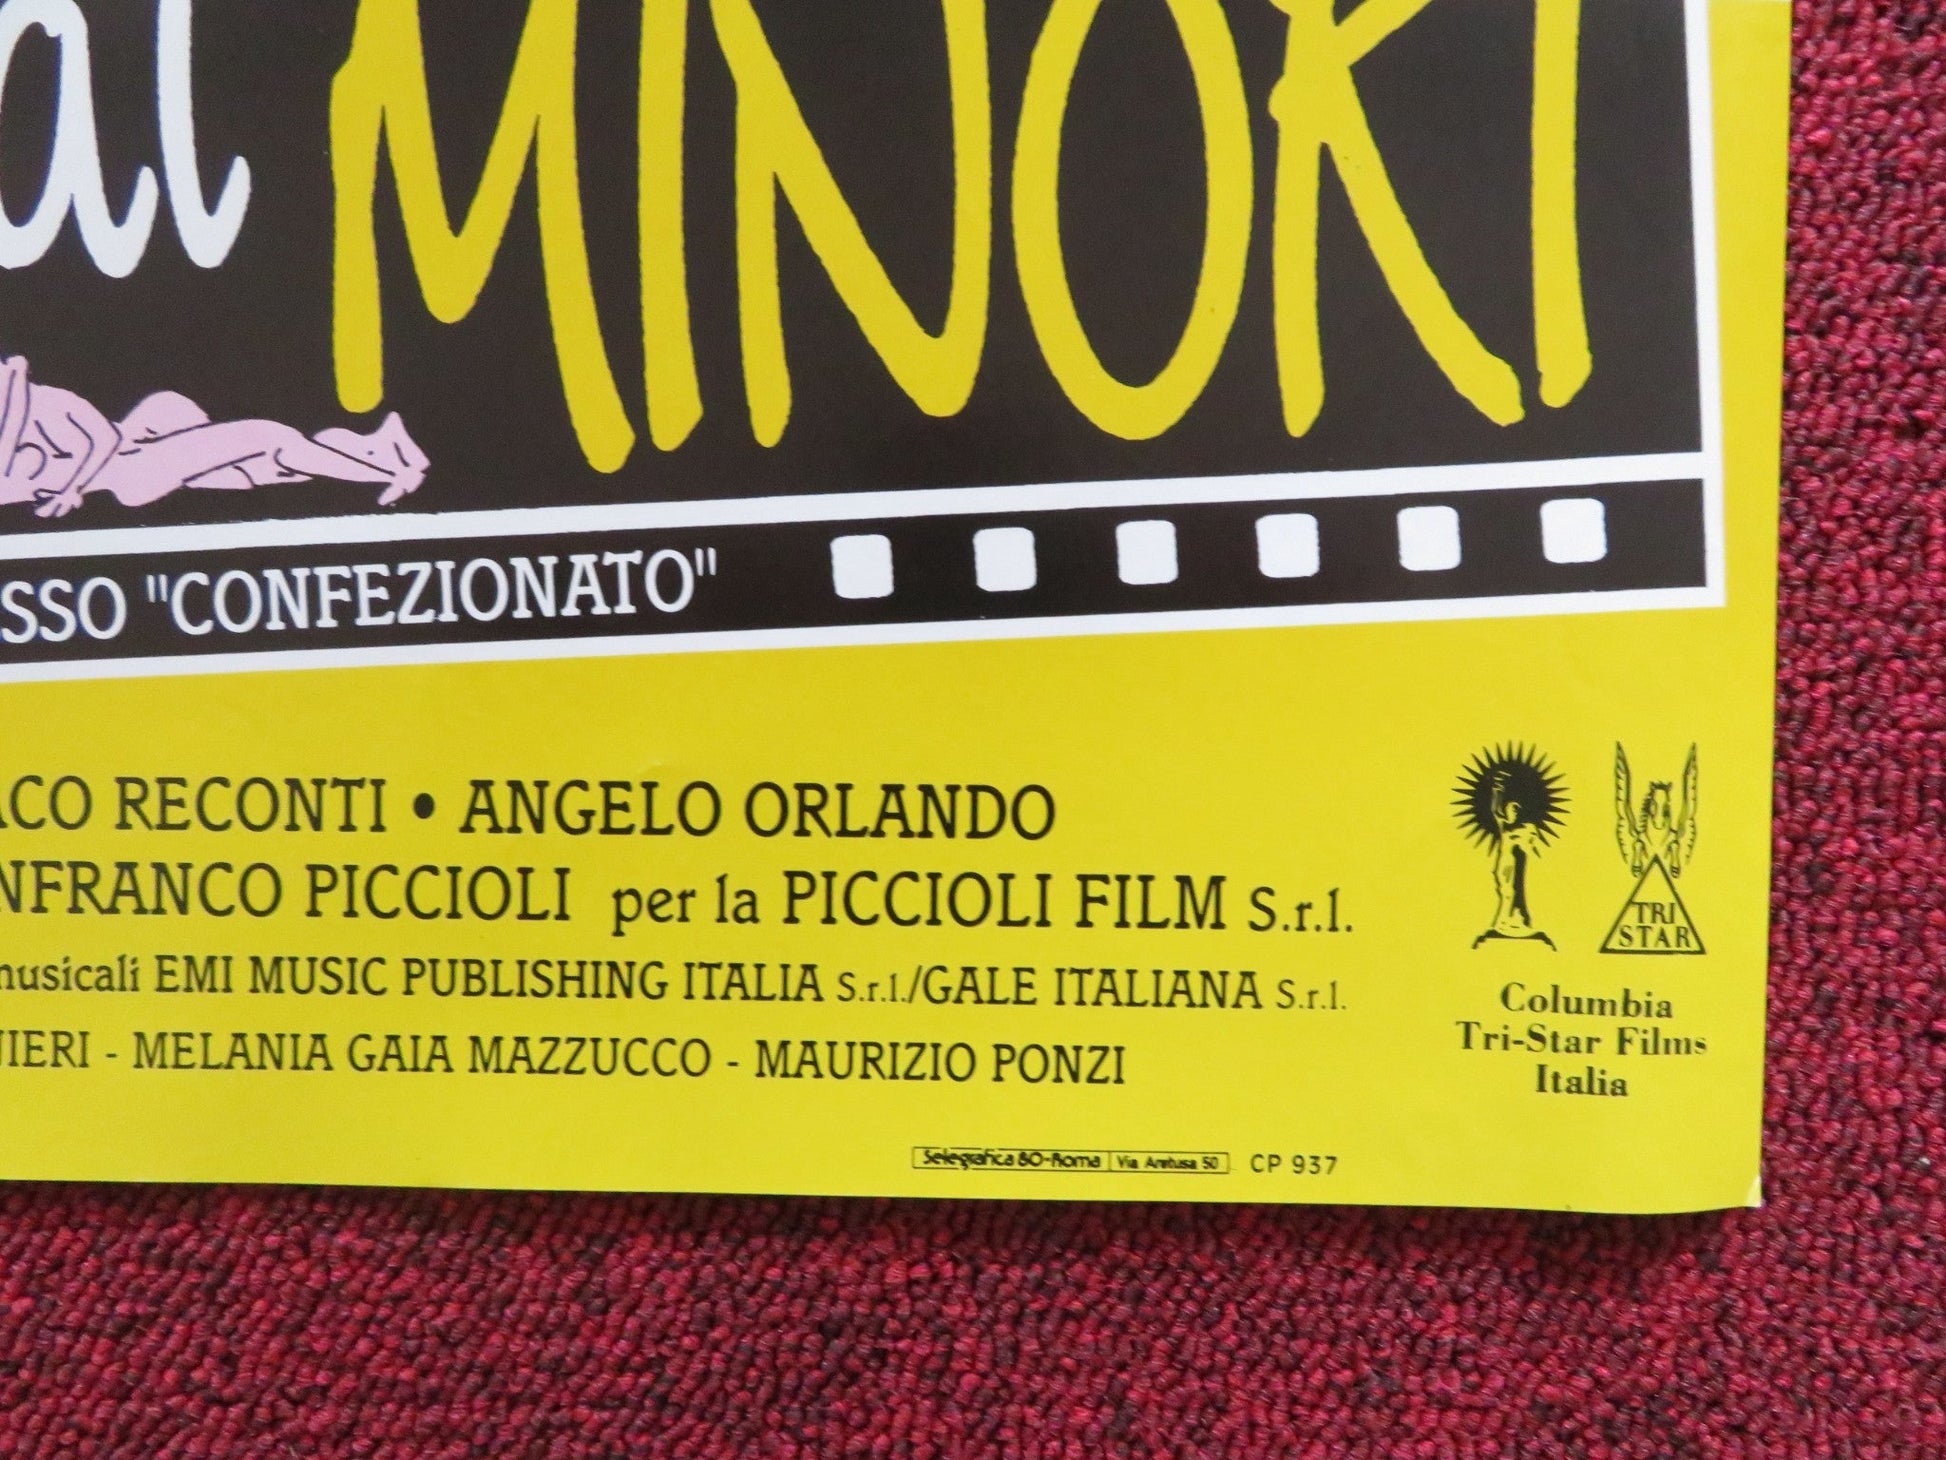 al MINORI
SSO "CONFEZIONATO"
ACO RECONTI • ANGELO ORLANDO
NFRANCO PICCIOLI per la PICCIOLI FILM S.r.l.
musicali EMI MUSIC PUBLISHING ITALIA S.r.l./GALE ITALIANA S.r.l.
IERI - MELANIA GAIA MAZZUCCO - MAURIZIO PONZI
TRI
STAR
Columbia
Tri-Star Films
Italia
Selegrafica 80-Roma Via Aretusa 50 CP 937